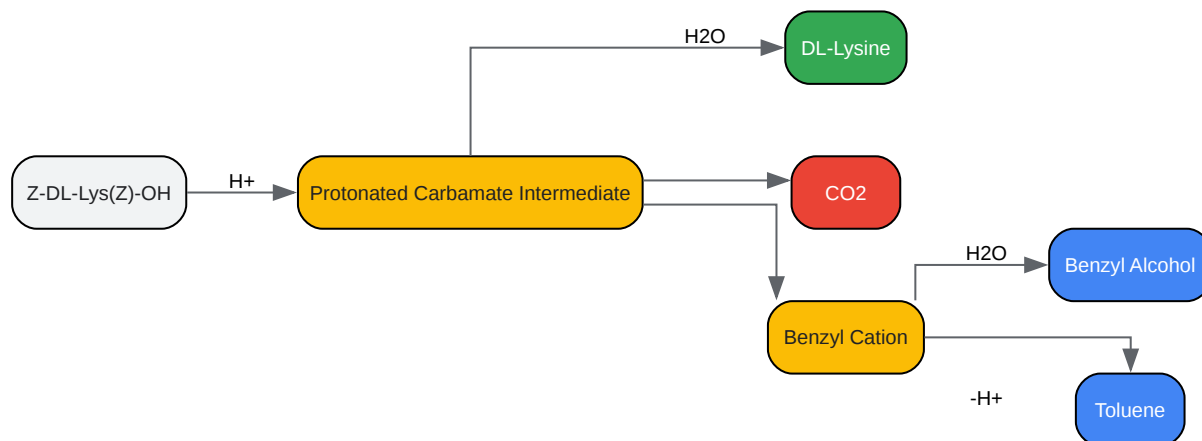 H2O
DL-Lysine
Z-DL-Lys(Z)-OH
H+
Protonated Carbamate Intermediate
CO2
H2O
Benzyl Alcohol
Benzyl Cation
-H+
Toluene